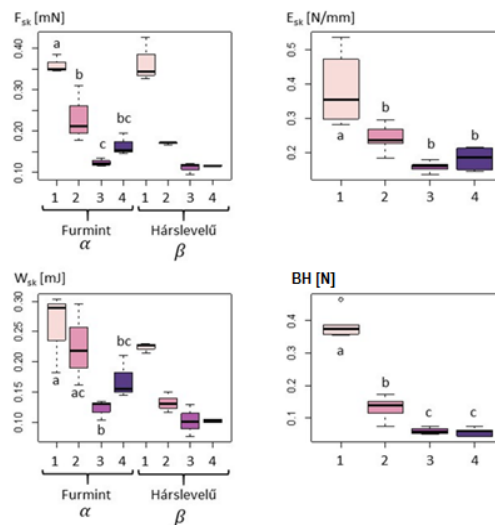 F_sk [mN]
0.40
0.30
0.20
0.10
a
b
c
bc
1 2 3 4 1 2 3 4
Furmint Hárslevelű
α β
E_sk [N/mm]
0.5
0.4
0.3
0.2
a
b
b
b
1 2 3 4
W_sk [mJ]
0.30
0.25
0.20
0.15
0.10
a
ac
b
bc
1 2 3 4 1 2 3 4
Furmint Hárslevelű
α β
BH [N]
0.4
0.3
0.2
0.1
a
b
c
c
1 2 3 4